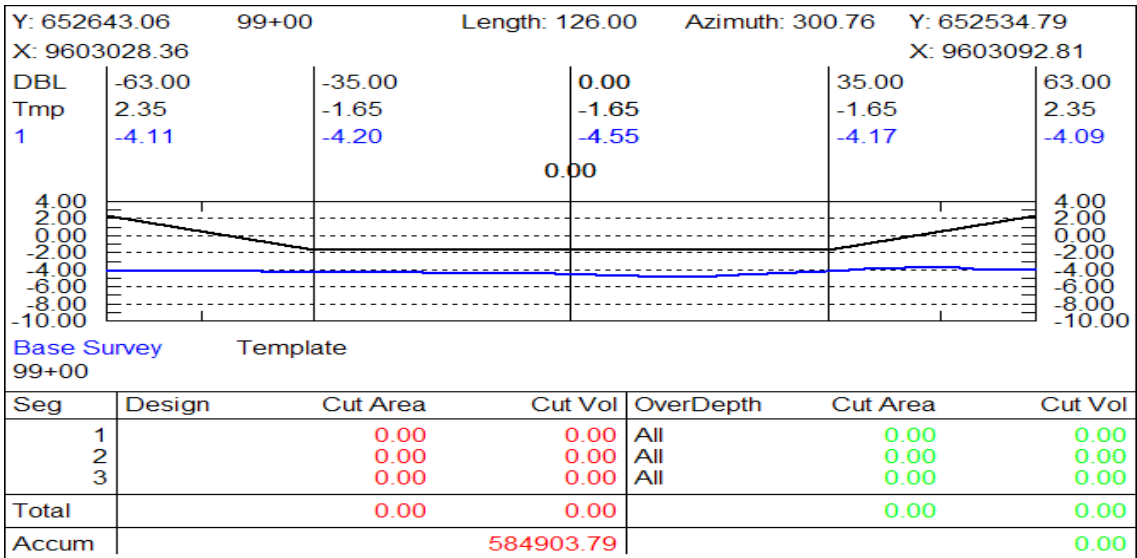 Y: 652643.06 99+00 Length: 126.00 Azimuth: 300.76 Y: 652534.79
X: 9603028.36 X: 9603092.81
DBL -63.00 -35.00 0.00 35.00 63.00
Tmp 2.35 -1.65 -1.65 -1.65 2.35
1 -4.11 -4.20 -4.55 -4.17 -4.09
0.00
4.00 4.00
2.00 2.00
0.00 0.00
-2.00 -2.00
-4.00 -4.00
-6.00 -6.00
-8.00 -8.00
-10.00 -10.00
Base Survey Template
99+00
Seg Design Cut Area Cut Vol OverDepth Cut Area Cut Vol
1 0.00 0.00 All 0.00 0.00
2 0.00 0.00 All 0.00 0.00
3 0.00 0.00 All 0.00 0.00
Total 0.00 0.00 0.00 0.00
Accum 584903.79 0.00